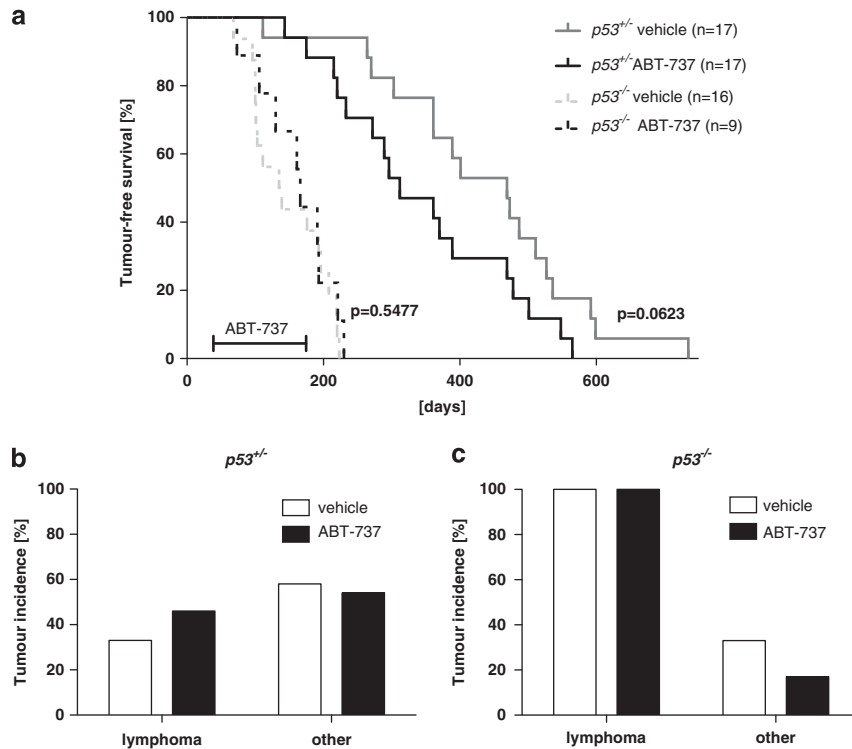 a
Tumour-free survival [%]
100
80
60
40
20
0
p53+/- vehicle (n=17)
p53+/-ABT-737 (n=17)
p53-/- vehicle (n=16)
p53-/- ABT-737 (n=9)
ABT-737
p=0.5477
p=0.0623
0
200
400
600
[days]
b
p53+/-
Tumour incidence [%]
100
80
60
40
20
0
vehicle
ABT-737
lymphoma
other
c
p53-/-
Tumour incidence [%]
100
80
60
40
20
0
vehicle
ABT-737
lymphoma
other